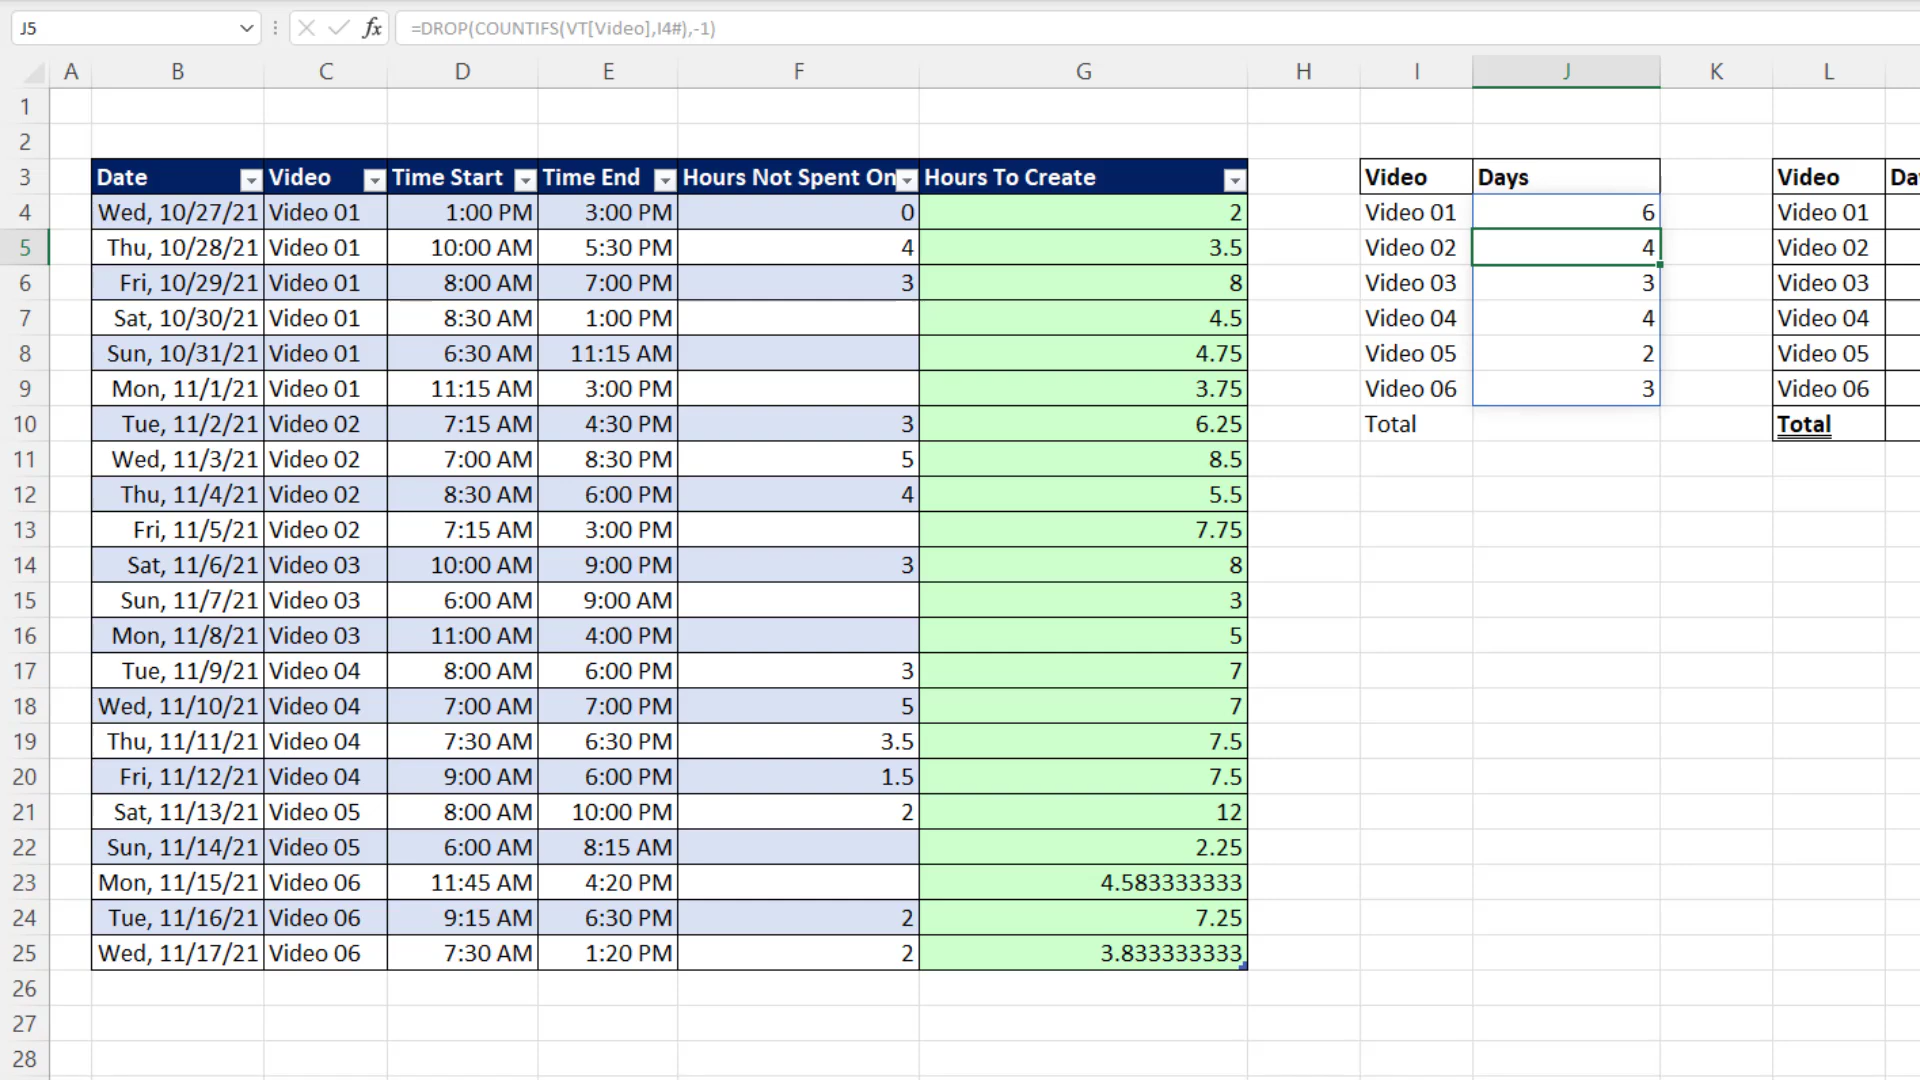 J5 fx =DROP(COUNTIFS(VT[Video],I4#),-1)
A B C D E F G H I J K L
1
2
3 Date Video Time Start Time End Hours Not Spent On Hours To Create Video Days Video Da
4 Wed, 10/27/21 Video 01 1:00 PM 3:00 PM 0 2 Video 01 6 Video 01
5 Thu, 10/28/21 Video 01 10:00 AM 5:30 PM 4 3.5 Video 02 4 Video 02
6 Fri, 10/29/21 Video 01 8:00 AM 7:00 PM 3 8 Video 03 3 Video 03
7 Sat, 10/30/21 Video 01 8:30 AM 1:00 PM 4.5 Video 04 4 Video 04
8 Sun, 10/31/21 Video 01 6:30 AM 11:15 AM 4.75 Video 05 2 Video 05
9 Mon, 11/1/21 Video 01 11:15 AM 3:00 PM 3.75 Video 06 3 Video 06
10 Tue, 11/2/21 Video 02 7:15 AM 4:30 PM 3 6.25 Total Total
11 Wed, 11/3/21 Video 02 7:00 AM 8:30 PM 5 8.5
12 Thu, 11/4/21 Video 02 8:30 AM 6:00 PM 4 5.5
13 Fri, 11/5/21 Video 02 7:15 AM 3:00 PM 7.75
14 Sat, 11/6/21 Video 03 10:00 AM 9:00 PM 3 8
15 Sun, 11/7/21 Video 03 6:00 AM 9:00 AM 3
16 Mon, 11/8/21 Video 03 11:00 AM 4:00 PM 5
17 Tue, 11/9/21 Video 04 8:00 AM 6:00 PM 3 7
18 Wed, 11/10/21 Video 04 7:00 AM 7:00 PM 5 7
19 Thu, 11/11/21 Video 04 7:30 AM 6:30 PM 3.5 7.5
20 Fri, 11/12/21 Video 04 9:00 AM 6:00 PM 1.5 7.5
21 Sat, 11/13/21 Video 05 8:00 AM 10:00 PM 2 12
22 Sun, 11/14/21 Video 05 6:00 AM 8:15 AM 2.25
23 Mon, 11/15/21 Video 06 11:45 AM 4:20 PM 4.583333333
24 Tue, 11/16/21 Video 06 9:15 AM 6:30 PM 2 7.25
25 Wed, 11/17/21 Video 06 7:30 AM 1:20 PM 2 3.833333333
26
27
28